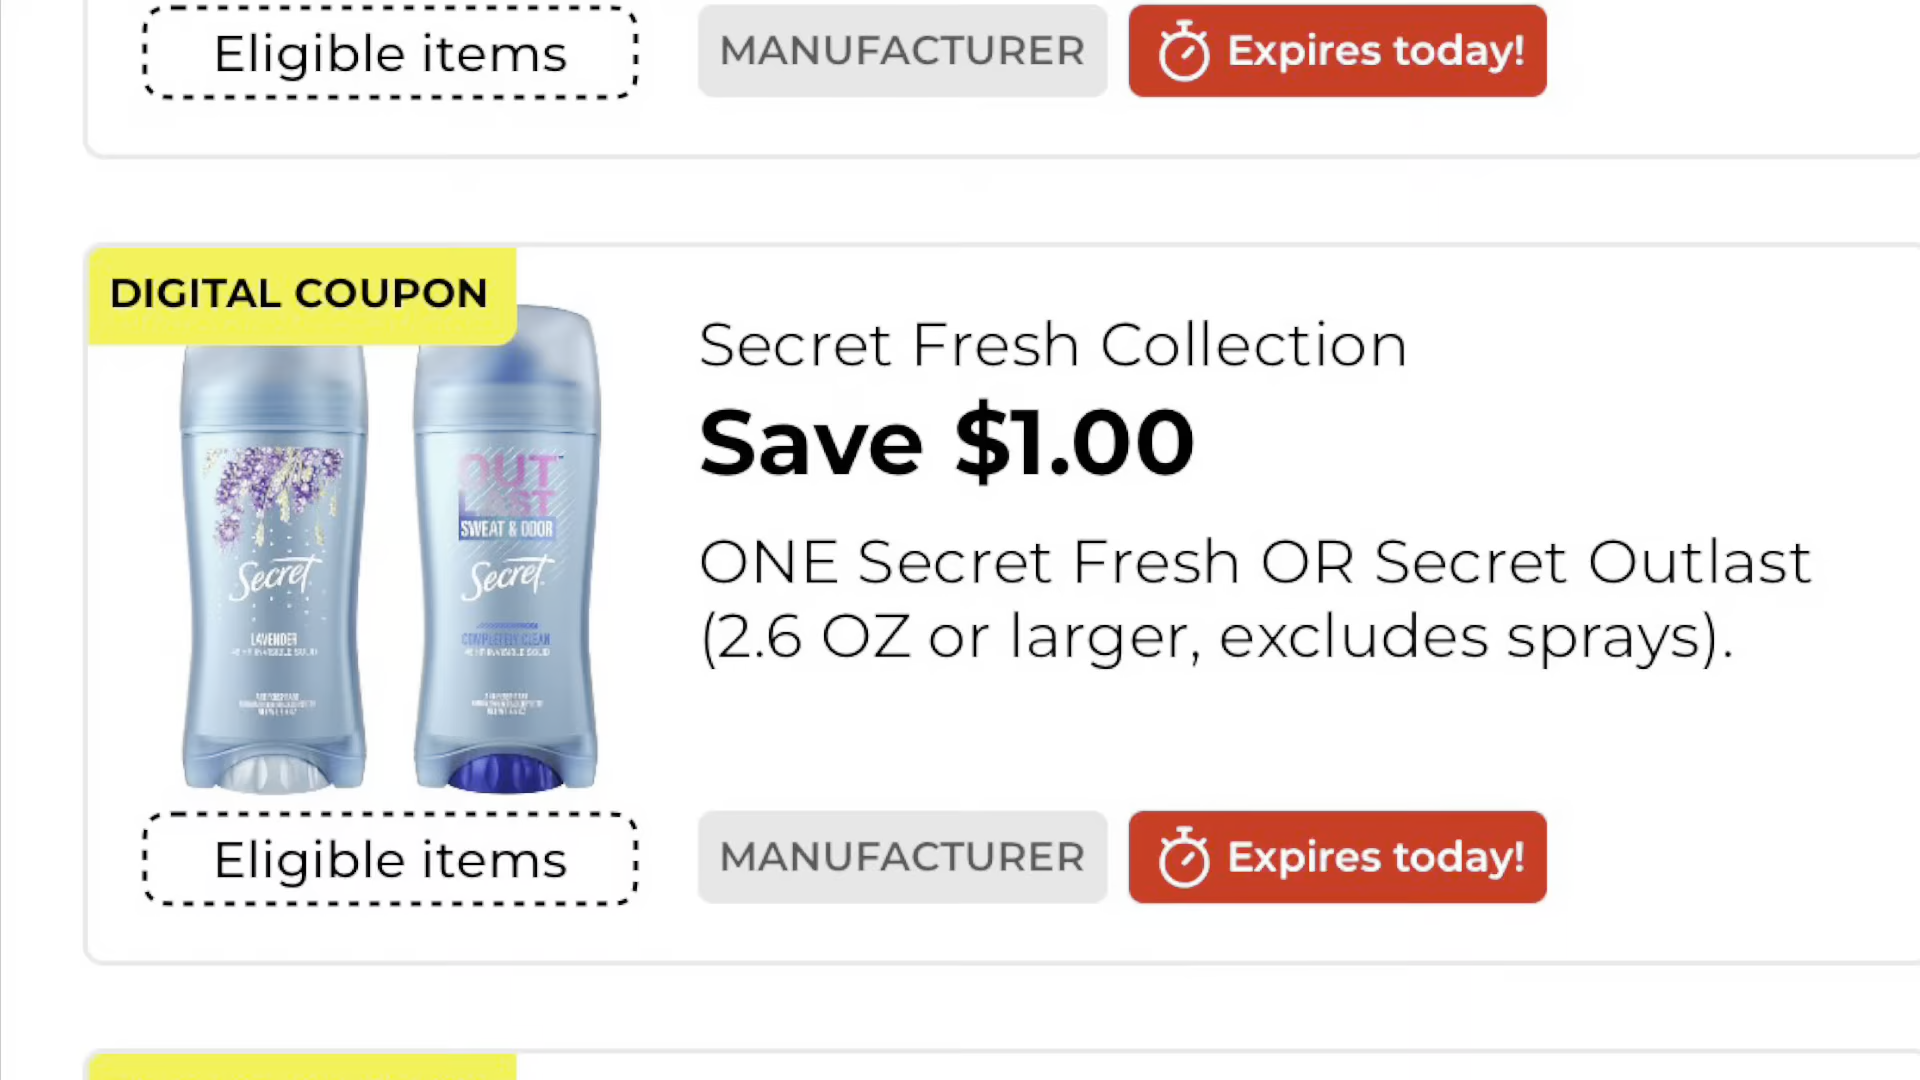 Eligible items
MANUFACTURER
Expires today!
DIGITAL COUPON
Secret Fresh Collection
Save $1.00
ONE Secret Fresh OR Secret Outlast
(2.6 OZ or larger, excludes sprays).
Secret
LAVENDER
OUT
LAST
SWEAT & ODOR
Secret
COMPLETELY CLEAN
Eligible items
MANUFACTURER
Expires today!